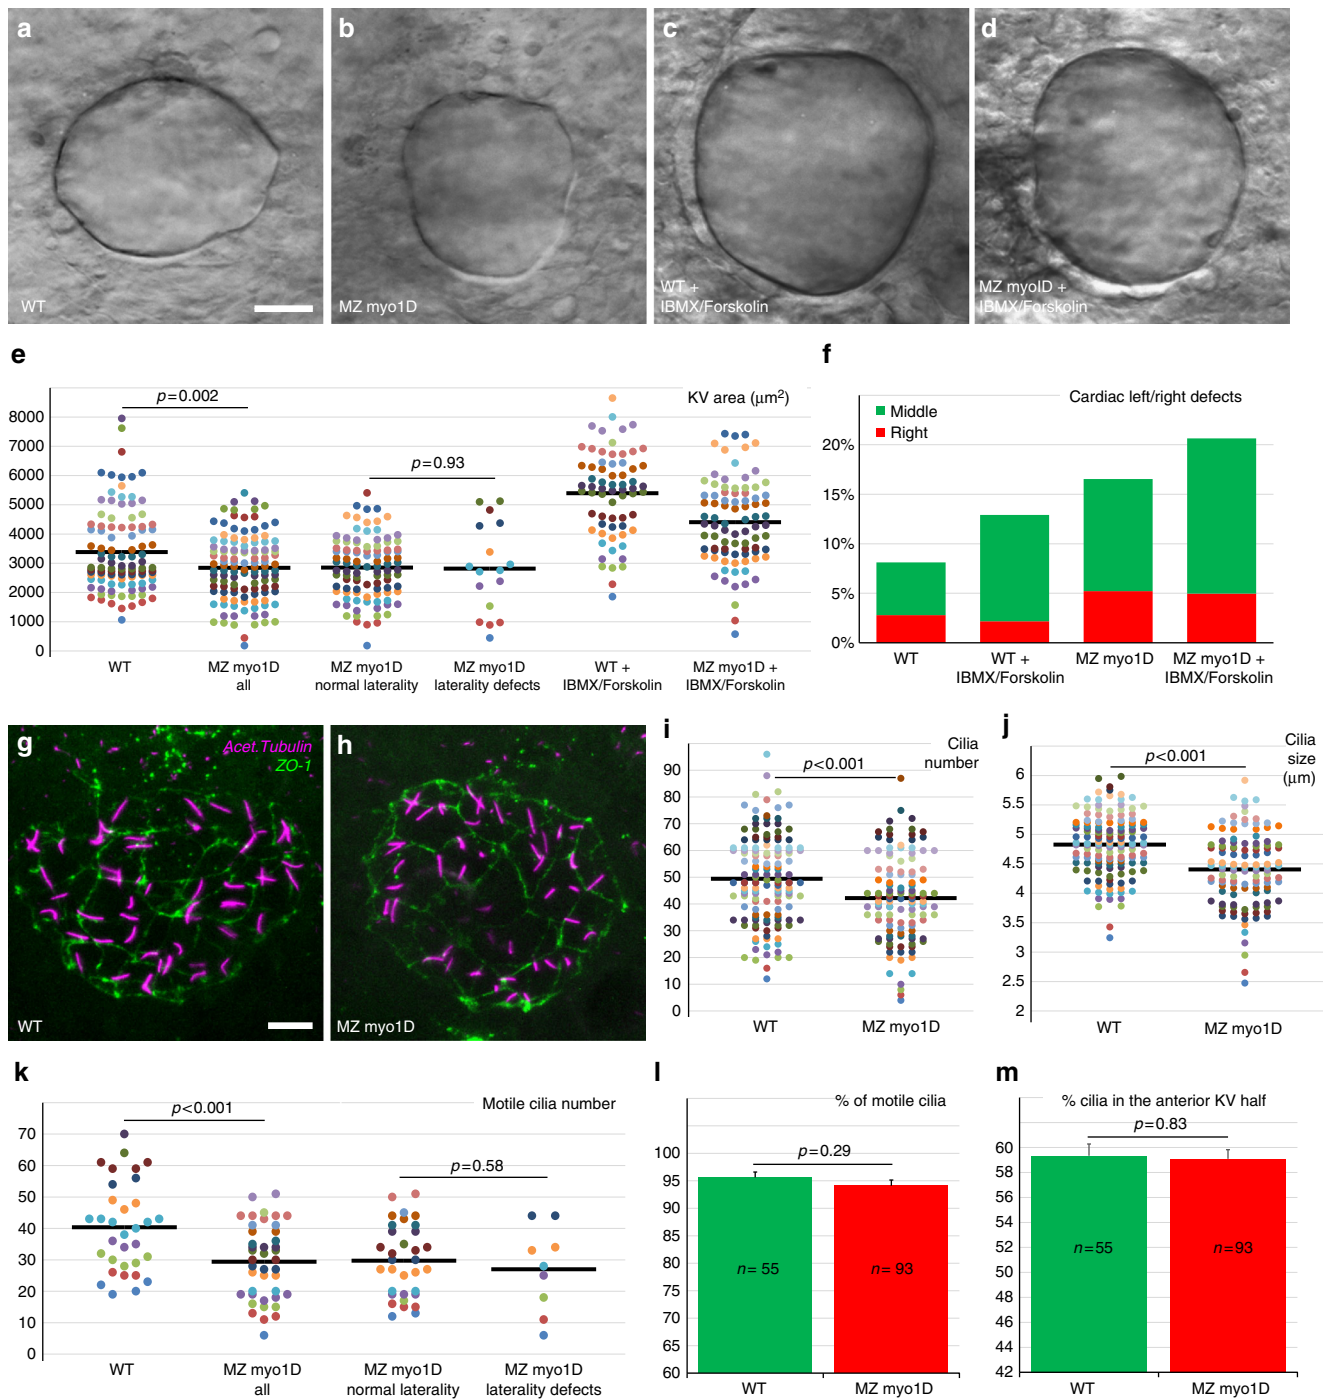 a
b
c
d
WT
MZ myo1D
WT +
IBMX/Forskolin
MZ myoID +
IBMX/Forskolin
e
KV area (μm²)
p=0.002
p=0.93
8000
7000
6000
5000
4000
3000
2000
1000
0
WT
MZ myo1D
all
MZ myo1D
normal laterality
MZ myo1D
laterality defects
WT +
IBMX/Forskolin
MZ myo1D +
IBMX/Forskolin
f
Cardiac left/right defects
Middle
Right
20%
15%
10%
5%
0%
WT
WT +
IBMX/Forskolin
MZ myo1D
MZ myo1D +
IBMX/Forskolin
g
Acet.Tubulin
ZO-1
WT
h
MZ myo1D
i
Cilia
number
p<0.001
90
80
70
60
50
40
30
20
10
0
WT
MZ myo1D
j
Cilia
size
(μm)
p<0.001
6
5.5
5
4.5
4
3.5
3
2.5
2
WT
MZ myo1D
k
Motile cilia number
p<0.001
p=0.58
70
60
50
40
30
20
10
0
WT
MZ myo1D
all
MZ myo1D
normal laterality
MZ myo1D
laterality defects
l
% of motile cilia
p=0.29
100
95
90
85
80
75
70
65
60
n= 55
n= 93
WT
MZ myo1D
m
% cilia in the anterior KV half
p=0.83
60
58
56
54
52
50
48
46
44
42
n=55
n=93
WT
MZ myo1D